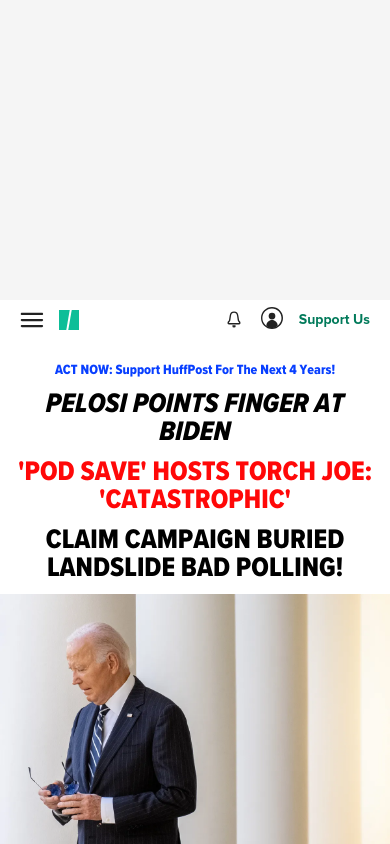 Support Us
ACT NOW: Support HuffPost For The Next 4 Years!
PELOSI POINTS FINGER AT
BIDEN
'POD SAVE' HOSTS TORCH JOE:
'CATASTROPHIC'
CLAIM CAMPAIGN BURIED
LANDSLIDE BAD POLLING!